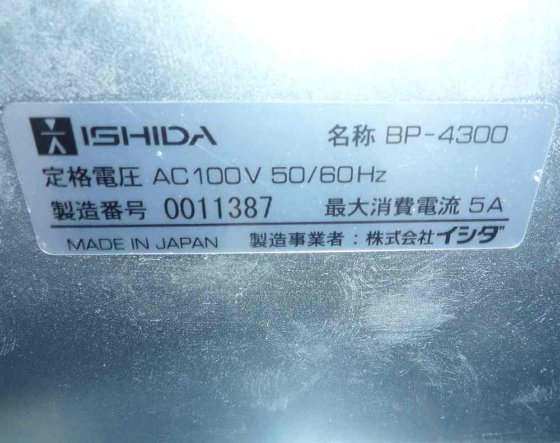 ISHIDA 名称 BP-4300
定格電圧 AC100V 50/60Hz
製造番号 0011387 最大消費電流 5A
MADE IN JAPAN 製造事業者:株式会社イシダ